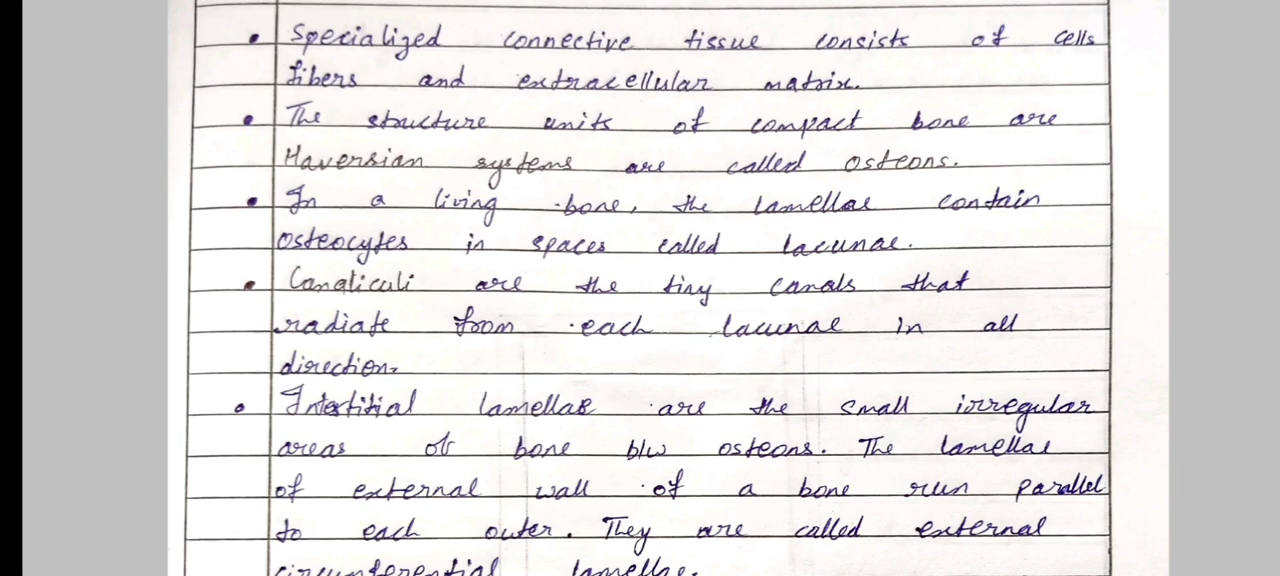 • Specialized connective tissue consists of cells
fibers and extracellular matrix.
• The structure units of compact bone are
Haversian systems are called osteons.
• In a living bone, the lamellae contain
osteocytes in spaces called lacunae.
• Canaliculi are the tiny canals that
radiate from each lacunae in all
direction.
• Intertitial lamellae are the small irregular
areas of bone b/w osteons. The lamellae
of external wall of a bone run parallel
to each outer. They are called external
circumferential lamellae.